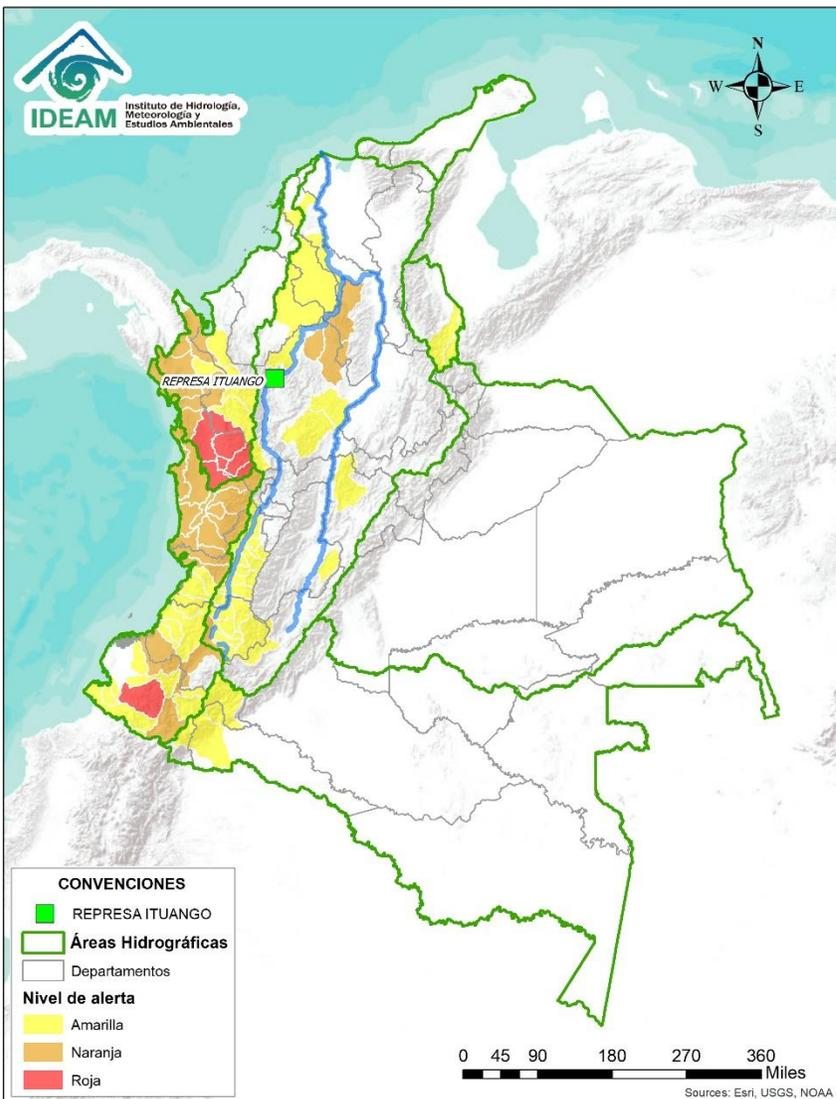 IDEAM
Instituto de Hidrología,
Meteorología y
Estudios Ambientales
N
W
E
S
REPRESA ITUANGO
CONVENCIONES
REPRESA ITUANGO
Áreas Hidrográficas
Departamentos
Nivel de alerta
Amarilla
Naranja
Roja
0 45 90 180 270 360
Miles
Sources: Esri, USGS, NOAA